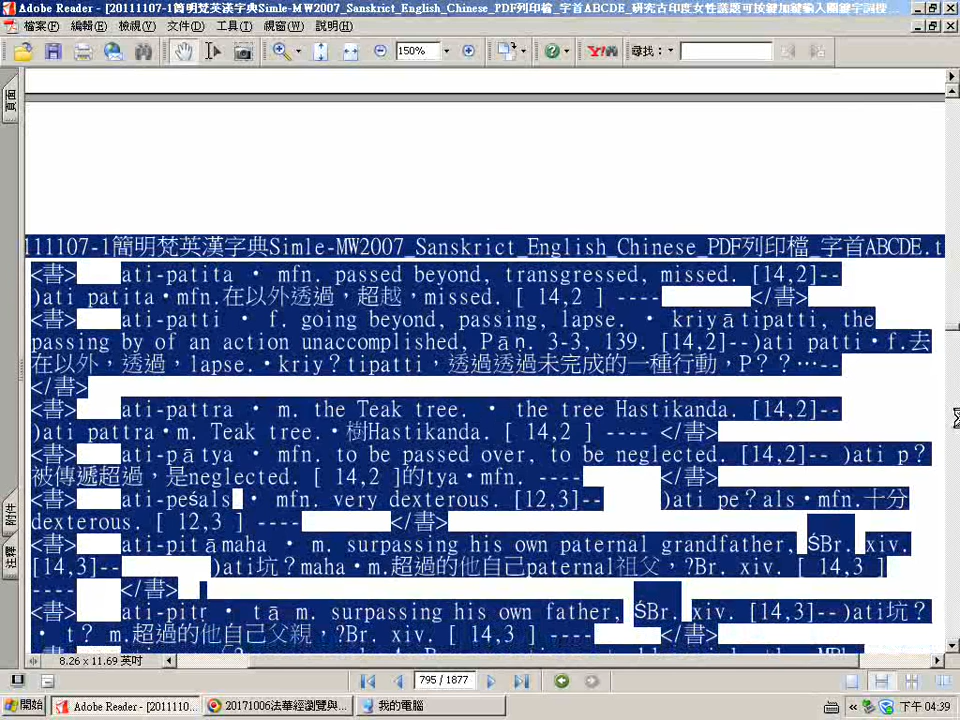 Adobe Reader - [20111107-1簡明梵英漢字典Simle-MW2007_Sanskrict_English_Chinese_PDF列印檔_字首ABCDE_研究古印度女性議題可按鍵加鍵輸入關鍵字詞搜
檔案(F) 編輯(E) 檢視(V) 文件(D) 工具(T) 視窗(W) 說明(H)
150% 尋找：
頁面
111107-1簡明梵英漢字典Simle-MW2007_Sanskrict_English_Chinese_PDF列印檔_字首ABCDE.t
<書> ati-patita • mfn. passed beyond, transgressed, missed. [14,2]--
)ati patita•mfn.在以外透過，超越，missed. [ 14,2 ] ---- </書>
<書> ati-patti • f. going beyond, passing, lapse. • kriyātipatti, the
passing by of an action unaccomplished, Pāṇ. 3-3, 139. [14,2]--)ati patti•f.去
在以外，透過，lapse.•kriy？tipatti，透過透過未完成的一種行動，P？？…--
</書>
<書> ati-pattra • m. the Teak tree. • the tree Hastikanda. [14,2]--
)ati pattra•m. Teak tree.•樹Hastikanda. [ 14,2 ] ---- </書>
<書> ati-pātya • mfn. to be passed over, to be neglected. [14,2]-- )ati p？
被傳遞超過，是neglected. [ 14,2 ]的tya•mfn. ---- </書>
<書> ati-peśals • mfn. very dexterous. [12,3]-- )ati pe？als•mfn.十分
dexterous. [ 12,3 ] ---- </書>
<書> ati-pitāmaha • m. surpassing his own paternal grandfather, ŚBr. xiv.
[14,3]-- )ati坑？maha•m.超過的他自己paternal祖父，?Br. xiv. [ 14,3 ]
---- </書>
<書> ati-pitṛ • tā m. surpassing his own father, ŚBr. xiv. [14,3]--)ati坑？
• t？ m.超過的他自己父親，?Br. xiv. [ 14,3 ] ---- </書>
附件
注釋
8.26 x 11.69 英吋
795 / 1877
開始 Adobe Reader - [2011110... 20171006法華經瀏覽與... 我的電腦 下午 04:39